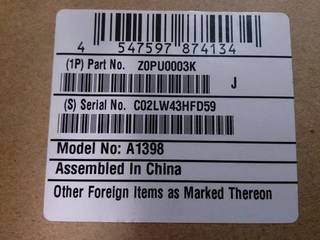 4 547597 874134
(1P) Part No. Z0PU0003K
J
(S) Serial No. C02LW43HFD59
Model No: A1398
Assembled In China
Other Foreign Items as Marked Thereon